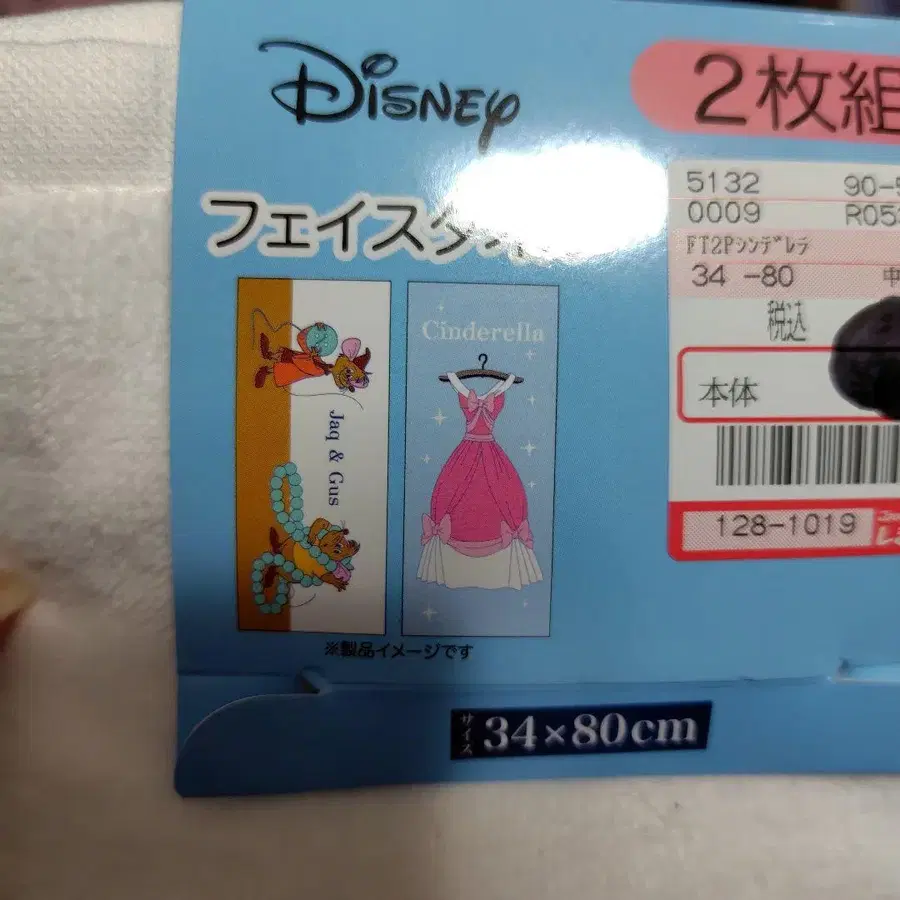 Disney
2枚組
フェイスタオ
5132
90-5
0009
R053
FT2Pシンデレラ
34 -80
中
税込
本体
128-1019
Cinderella
Jaq & Gus
※製品イメージです
サイズ 34×80cm